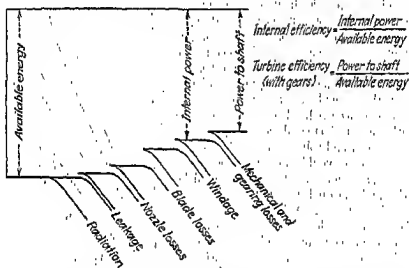 Available energy
Internal power
Power to shaft
Internal efficiency = Internal power / Available energy
Turbine efficiency (with gears) = Power to shaft / Available energy
Radiation
Leakage
Nozzle losses
Blade losses
Windage
Mechanical and
gearing losses